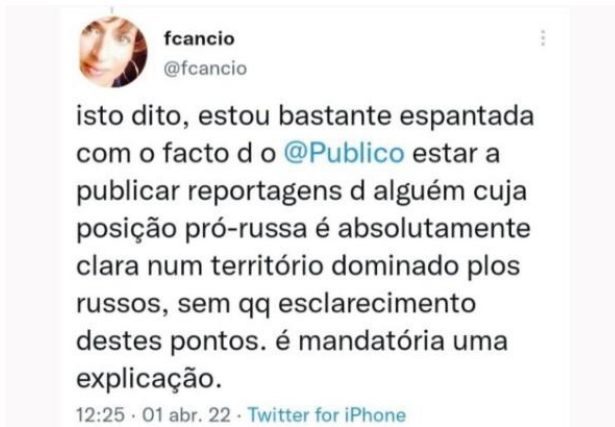 fcancio
@fcancio
isto dito, estou bastante espantada
com o facto d o @Publico estar a
publicar reportagens d alguém cuja
posição pró-russa é absolutamente
clara num território dominado plos
russos, sem qq esclarecimento
destes pontos. é mandatória uma
explicação.
12:25 · 01 abr. 22 · Twitter for iPhone